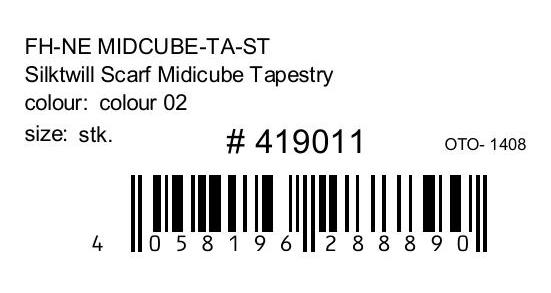 FH-NE MIDCUBE-TA-ST
Silktwill Scarf Midicube Tapestry
colour: colour 02
size: stk.
# 419011
OTO- 1408
4 058196 288890